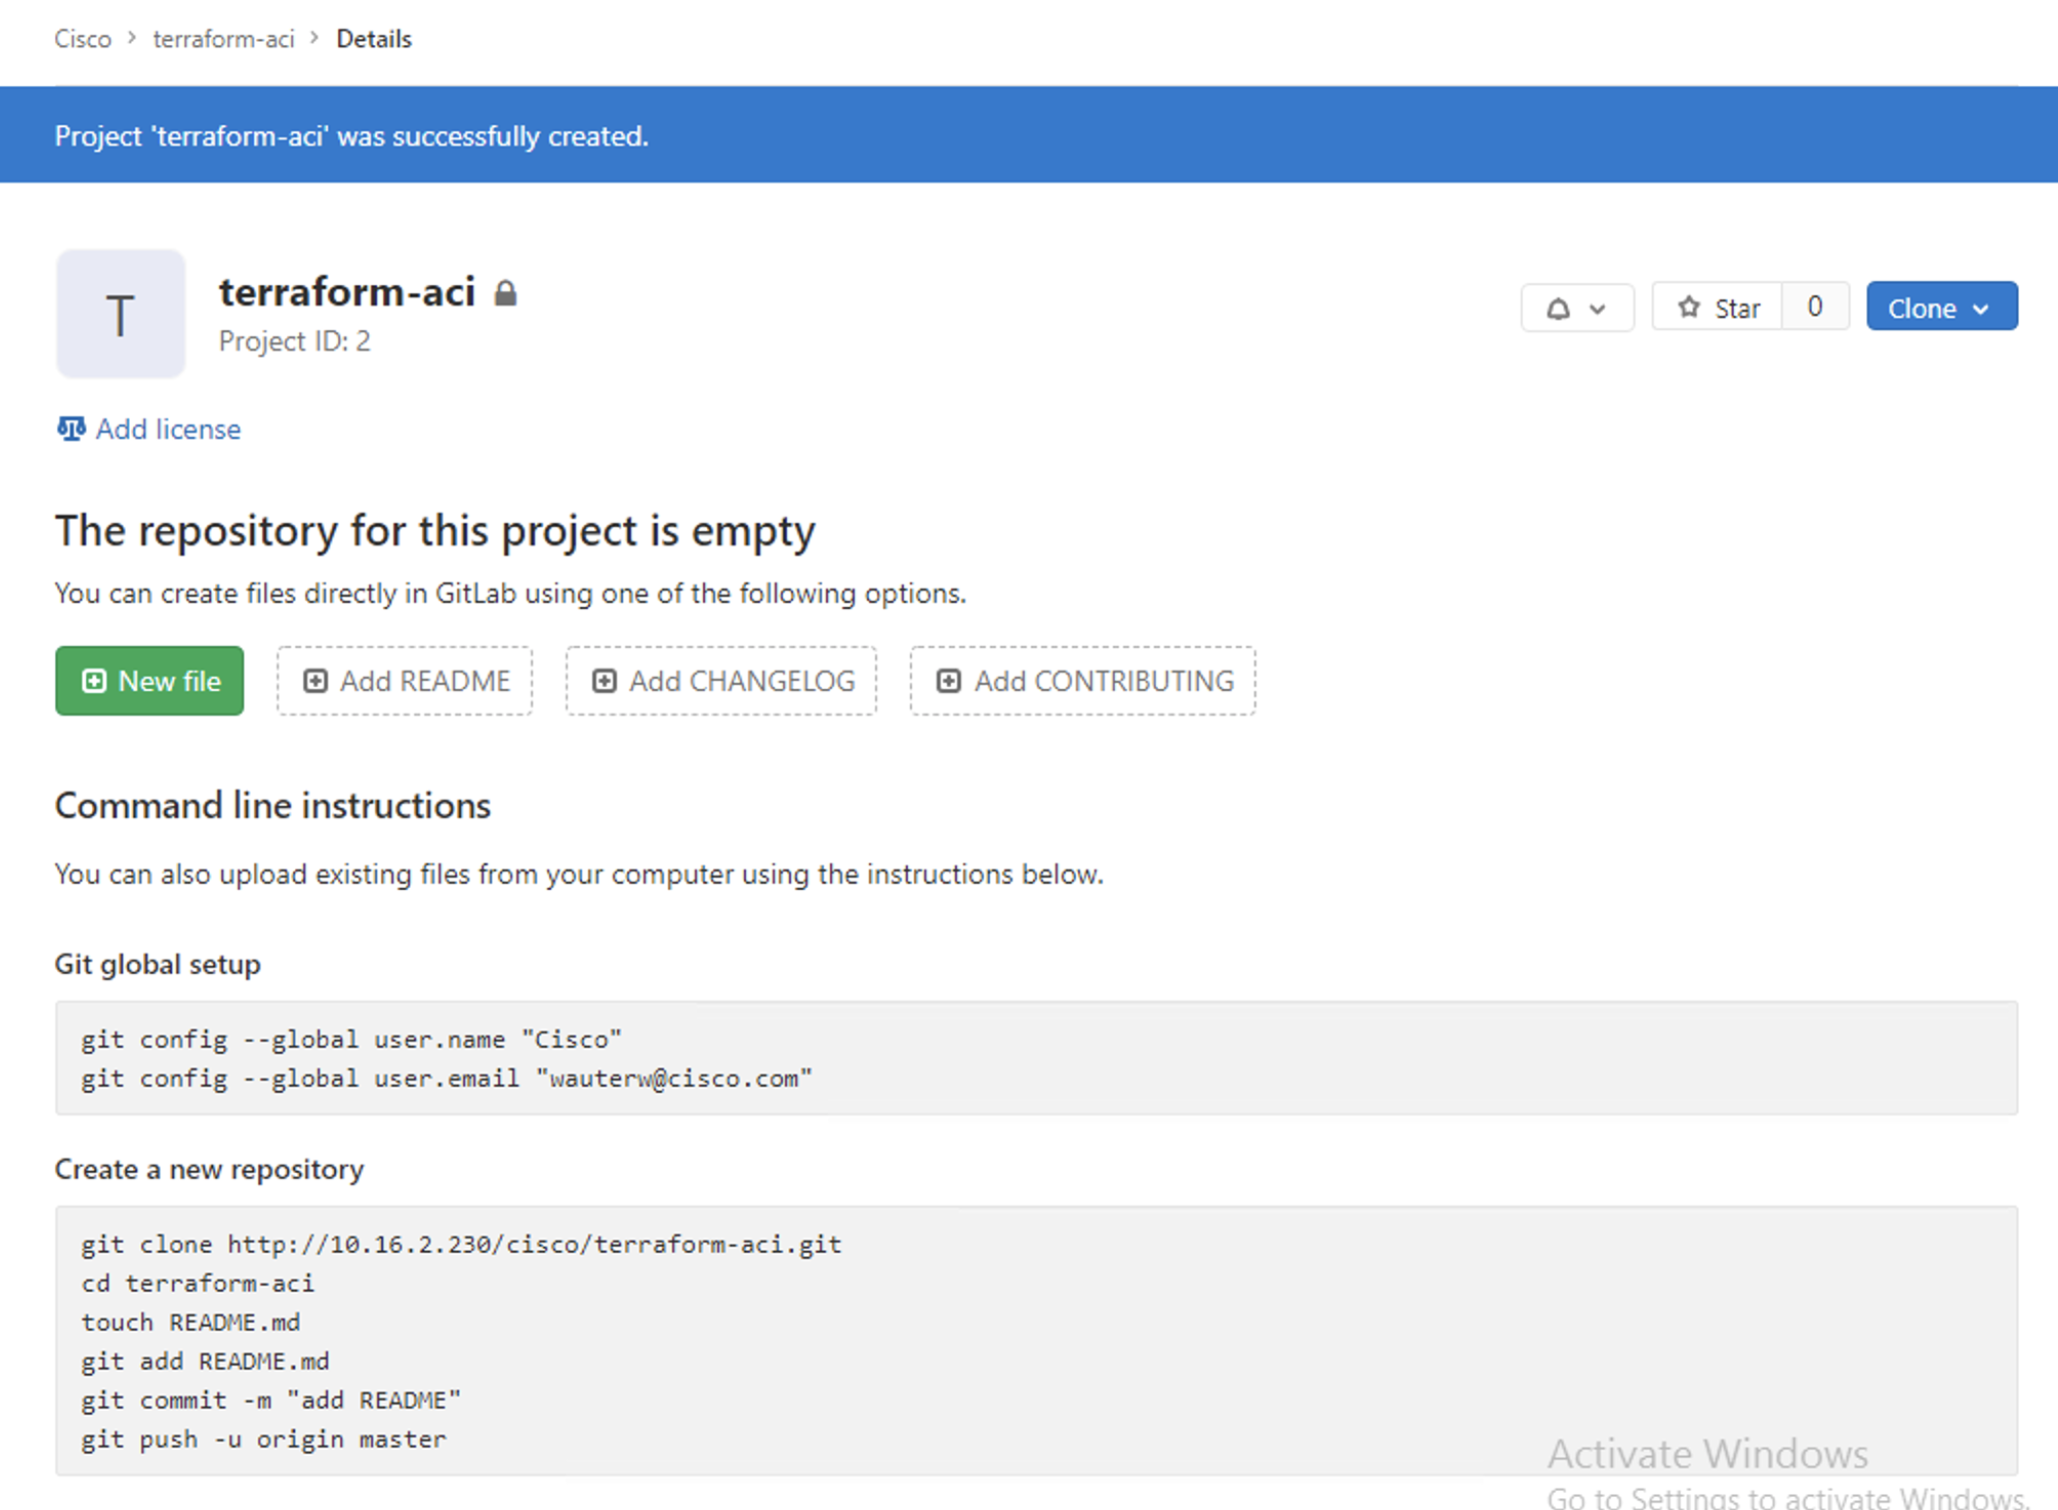 Cisco > terraform-aci > Details
Project 'terraform-aci' was successfully created.
T
terraform-aci
Project ID: 2
Star 0 Clone
Add license
The repository for this project is empty
You can create files directly in GitLab using one of the following options.
New file Add README Add CHANGELOG Add CONTRIBUTING
Command line instructions
You can also upload existing files from your computer using the instructions below.
Git global setup
git config --global user.name "Cisco"
git config --global user.email "wauterw@cisco.com"
Create a new repository
git clone http://10.16.2.230/cisco/terraform-aci.git
cd terraform-aci
touch README.md
git add README.md
git commit -m "add README"
git push -u origin master
Activate Windows
Go to Settings to activate Windows.